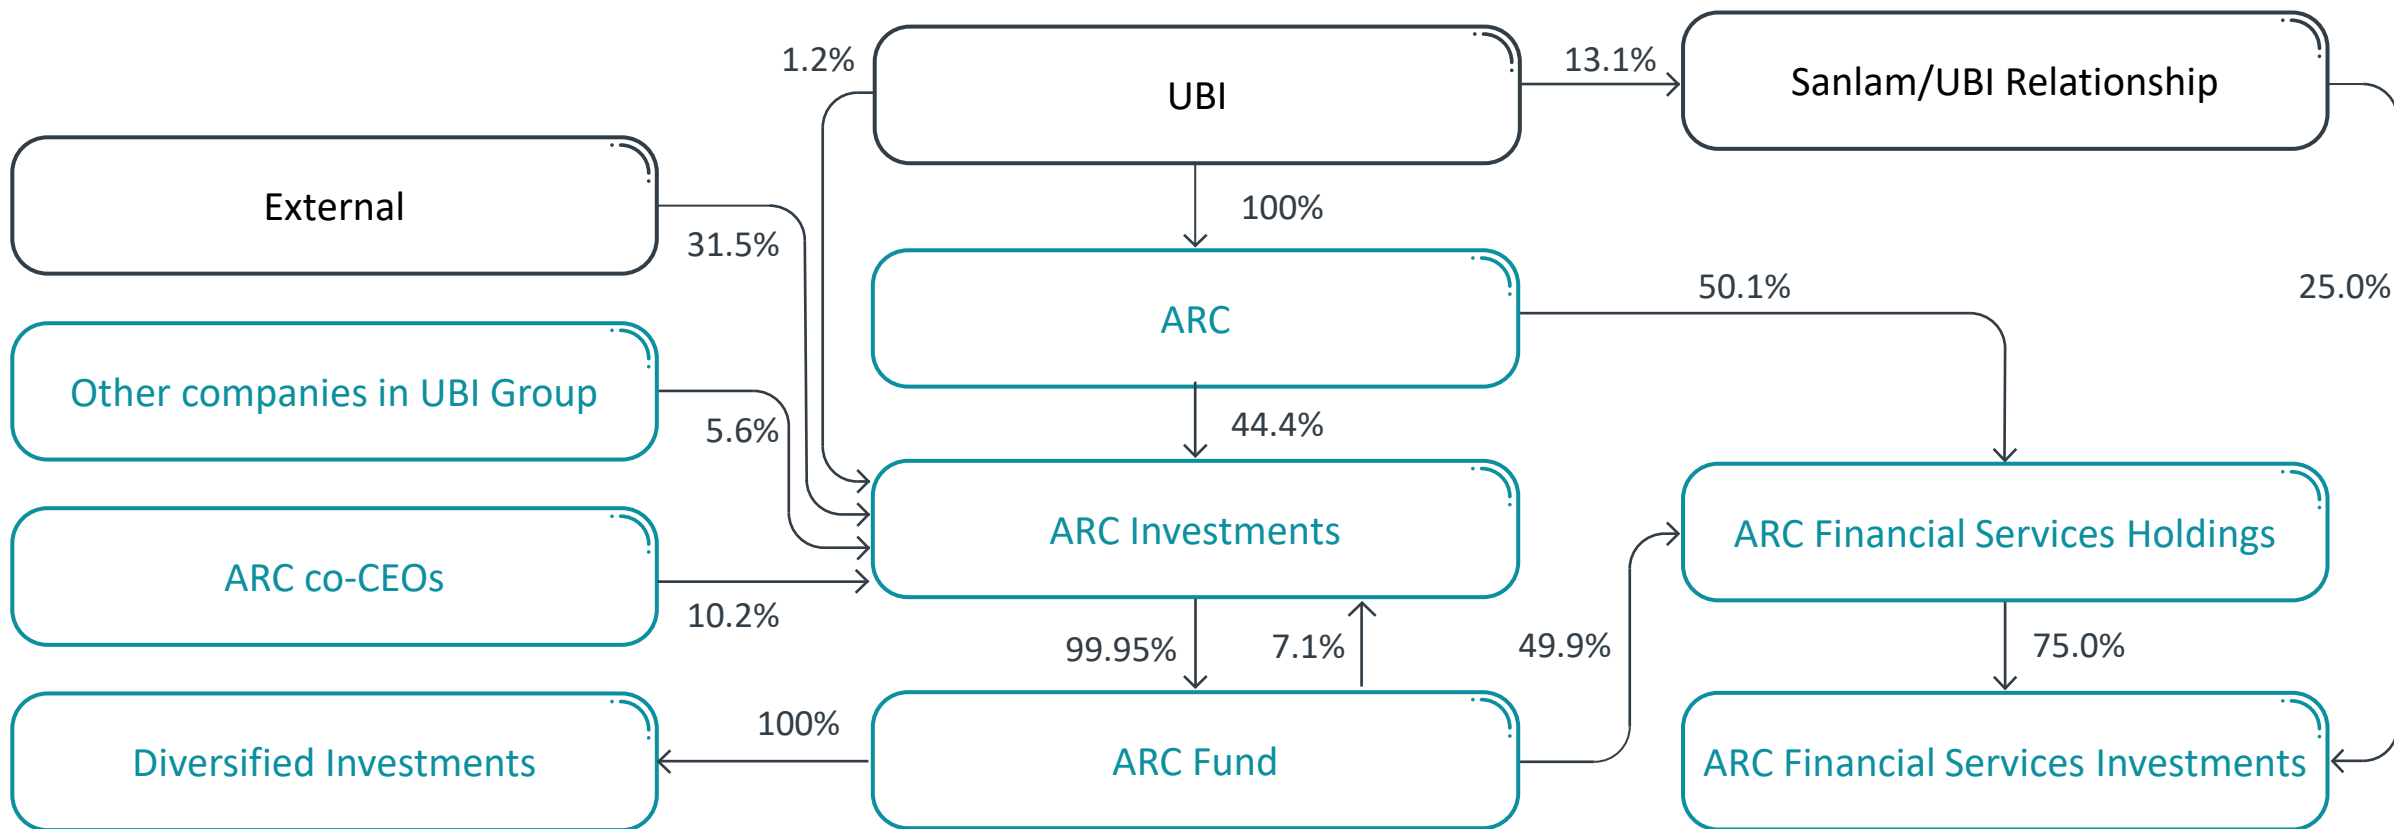 1.2%
UBI
13.1%
Sanlam/UBI Relationship
External
31.5%
100%
ARC
50.1%
25.0%
Other companies in UBI Group
5.6%
44.4%
ARC Investments
ARC Financial Services Holdings
ARC co-CEOs
10.2%
99.95%
7.1%
49.9%
75.0%
100%
Diversified Investments
ARC Fund
ARC Financial Services Investments